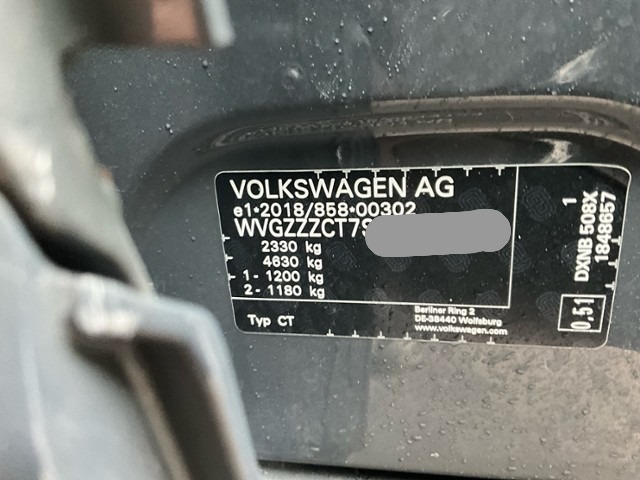 VOLKSWAGEN AG
e1*2018/858*00302
WVGZZZCT7S
2330 kg
4630 kg
1- 1200 kg
2- 1180 kg
Typ CT
Berliner Ring 2
DE-38440 Wolfsburg
www.volkswagen.com
1
DXNB 508X
1848657
0,51